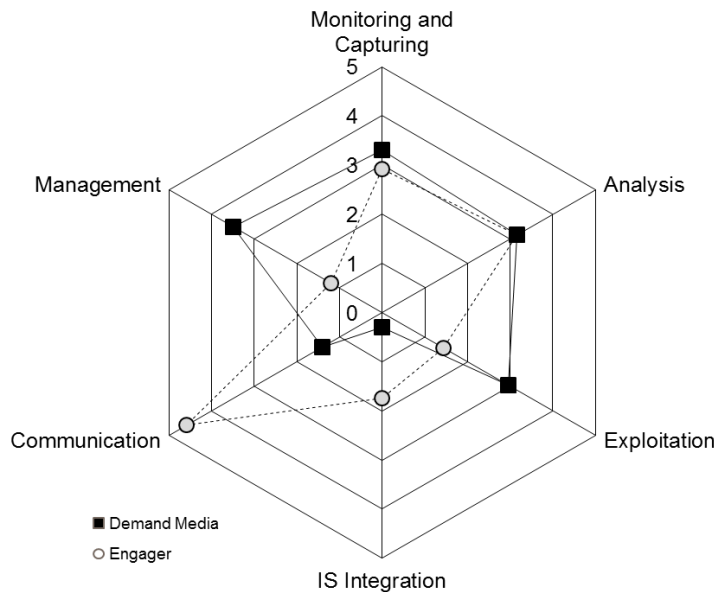 Monitoring and
Capturing
5
4
3
2
1
0
Management
Analysis
Communication
Exploitation
Demand Media
Engager
IS Integration